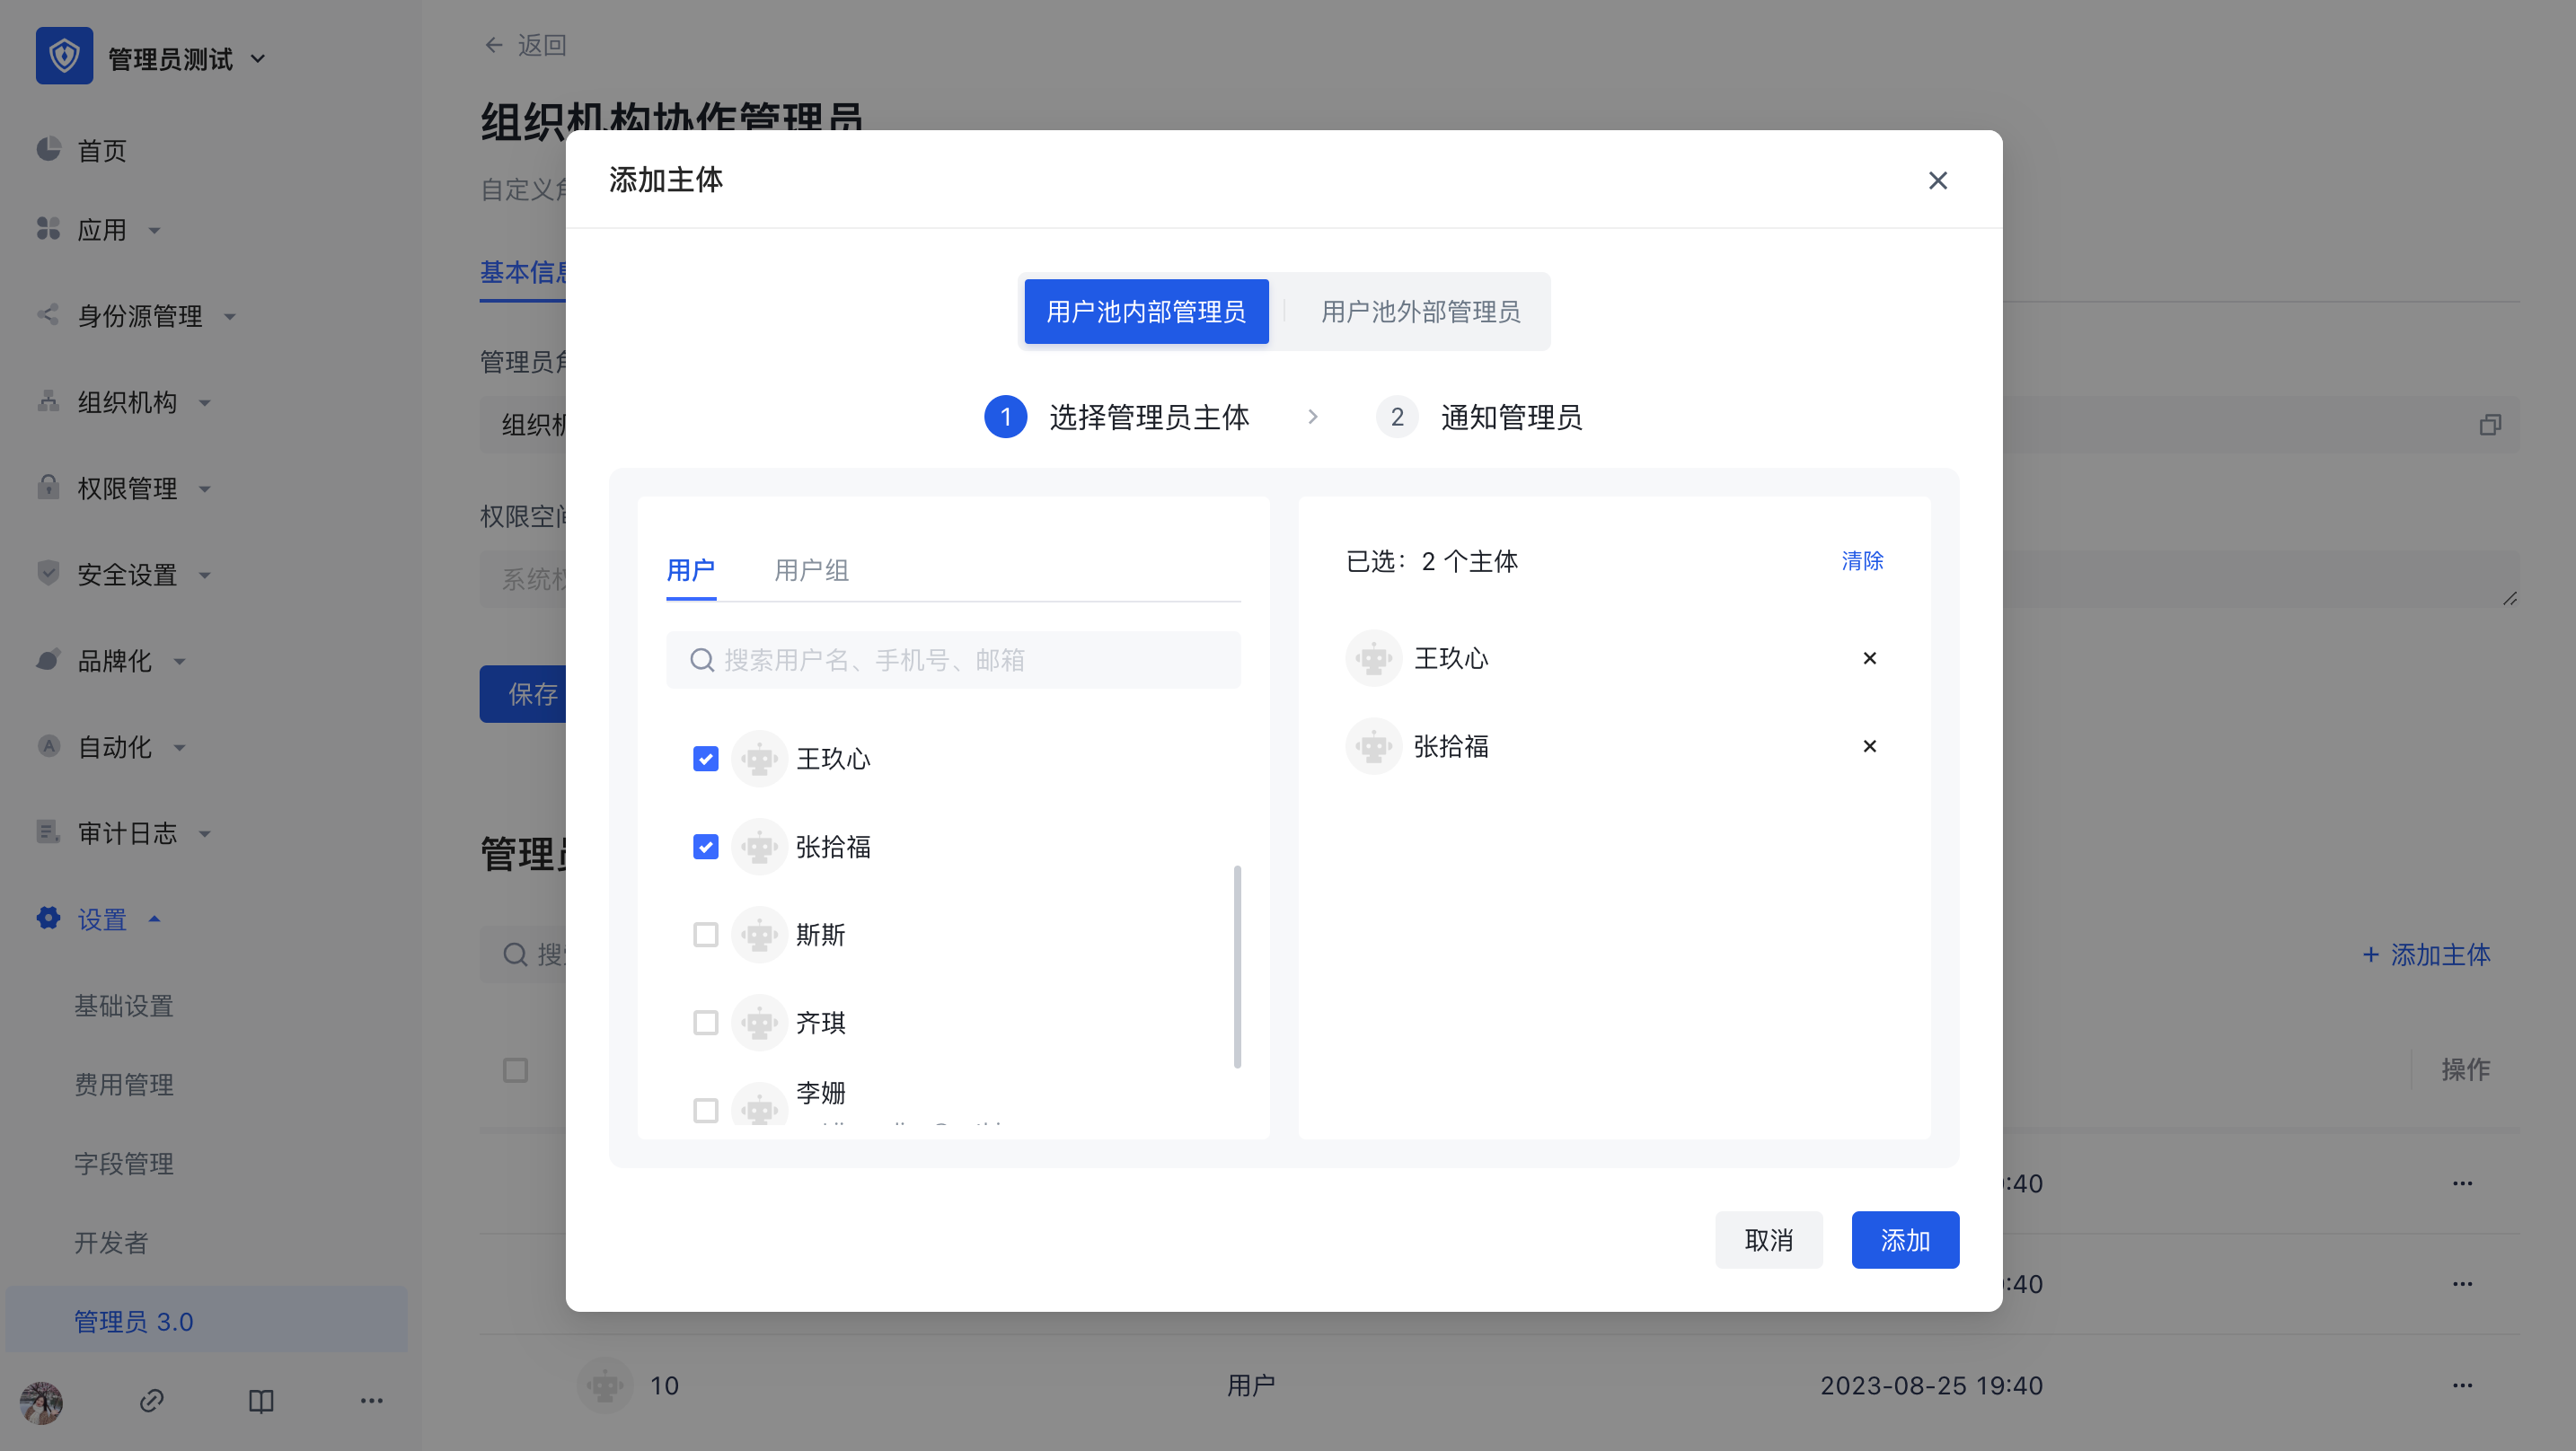 管理员测试
首页
应用
身份源管理
组织机构
权限管理
安全设置
品牌化
自动化
审计日志
设置
基础设置
费用管理
字段管理
开发者
管理员 3.0
返回
组织机构协作管理员
自定义
基本信息
管理员
组织机
权限空间
系统
保存
管理员
搜
+ 添加主体
操作
:40
:40
10
用户
2023-08-25 19:40
添加主体
用户池内部管理员
用户池外部管理员
1 选择管理员主体
2 通知管理员
用户
用户组
搜索用户名、手机号、邮箱
王玖心
张拾福
斯斯
齐琪
李姗
已选：2 个主体
清除
王玖心
张拾福
取消
添加